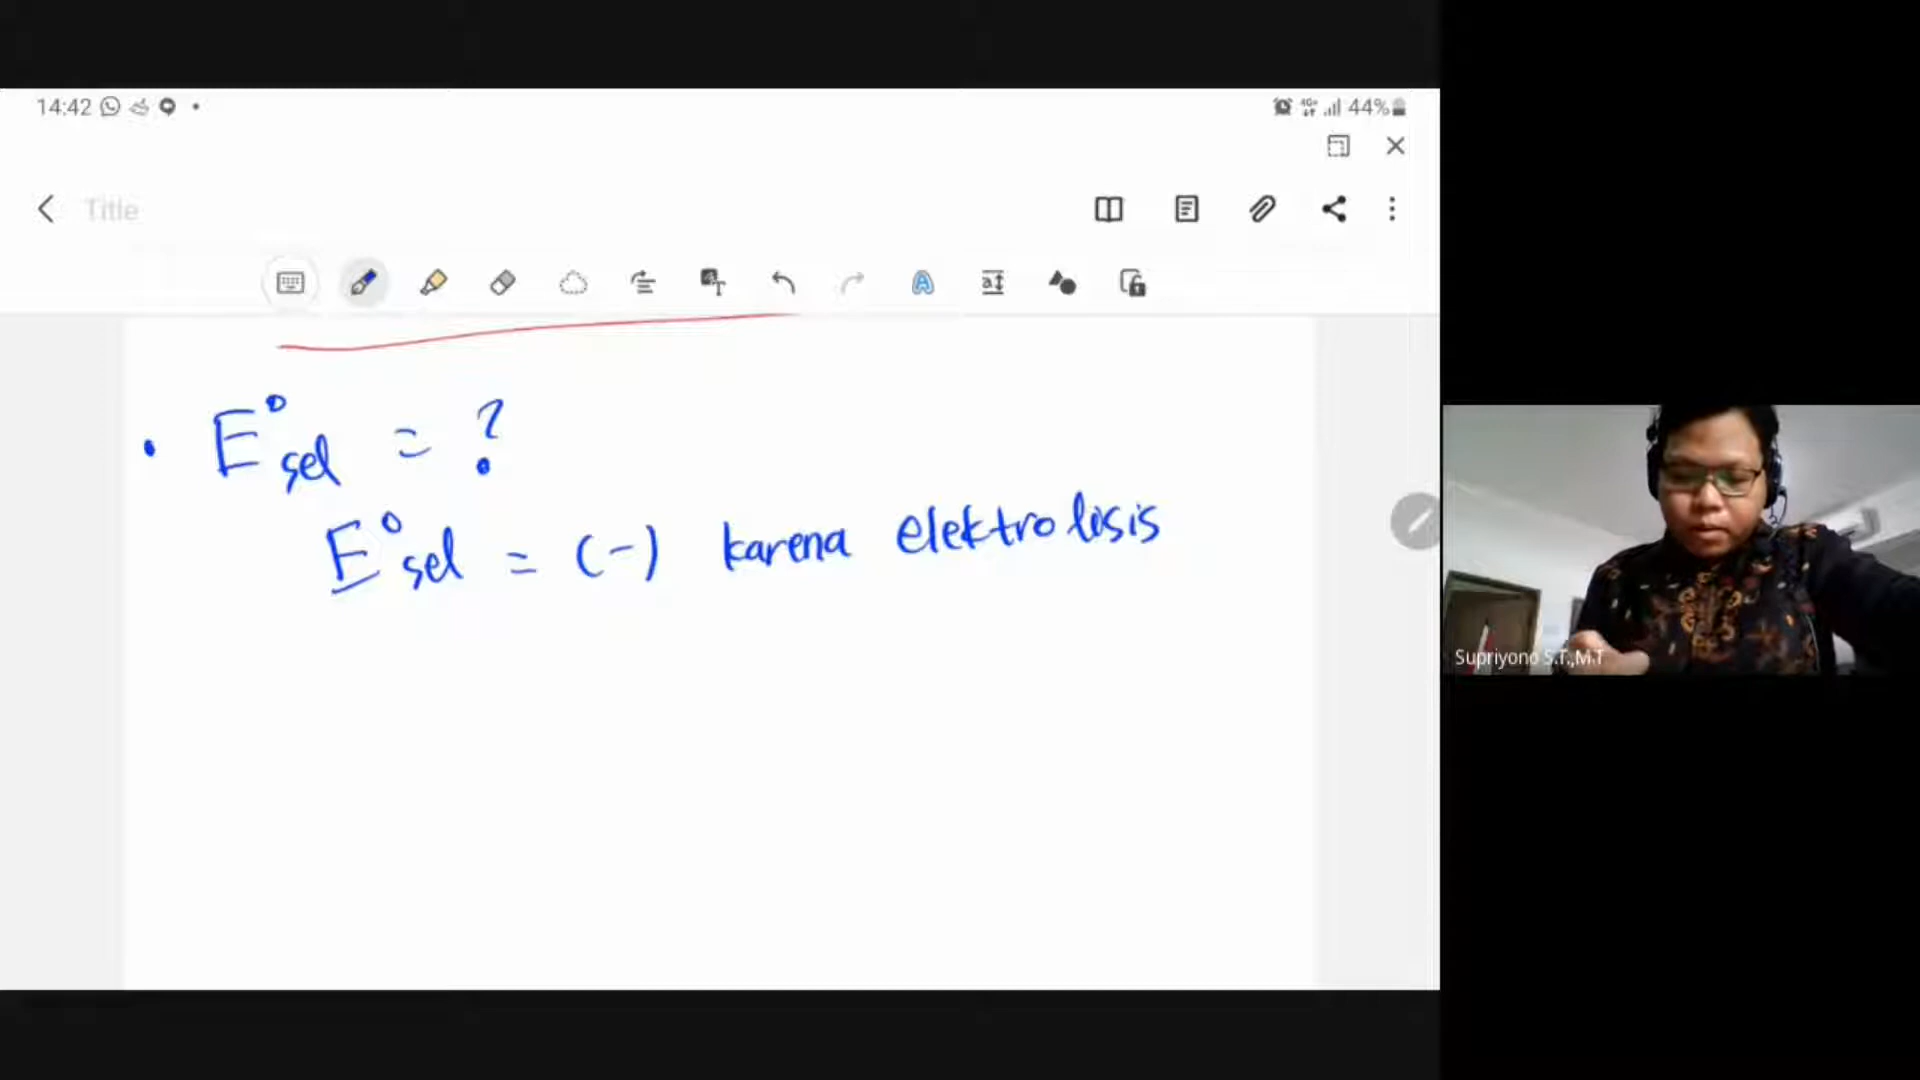 14:42
44%
Title
• E°sel = ?
E°sel = (-) karena elektrolisis
Supriyono S.T.,M.T